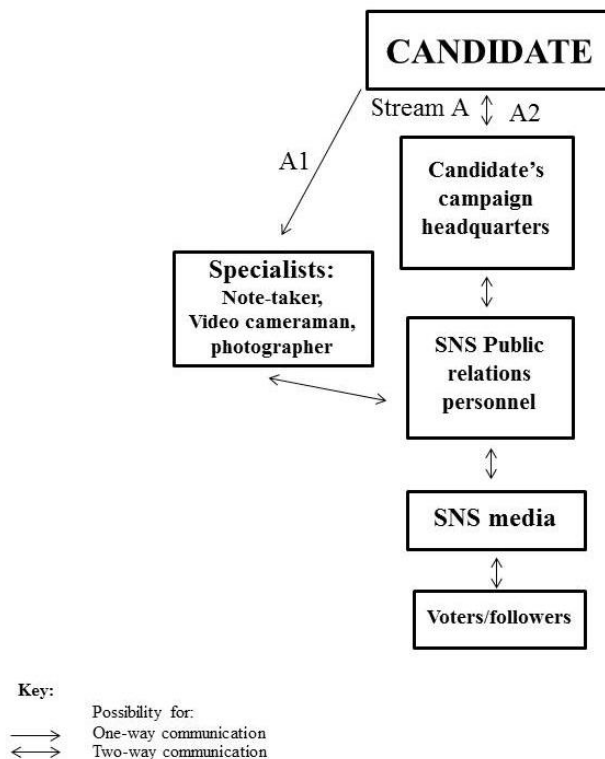 CANDIDATE
Stream A
A2
A1
Candidate's
campaign
headquarters
Specialists:
Note-taker,
Video cameraman,
photographer
SNS Public
relations
personnel
SNS media
Voters/followers
Key:
Possibility for:
One-way communication
Two-way communication